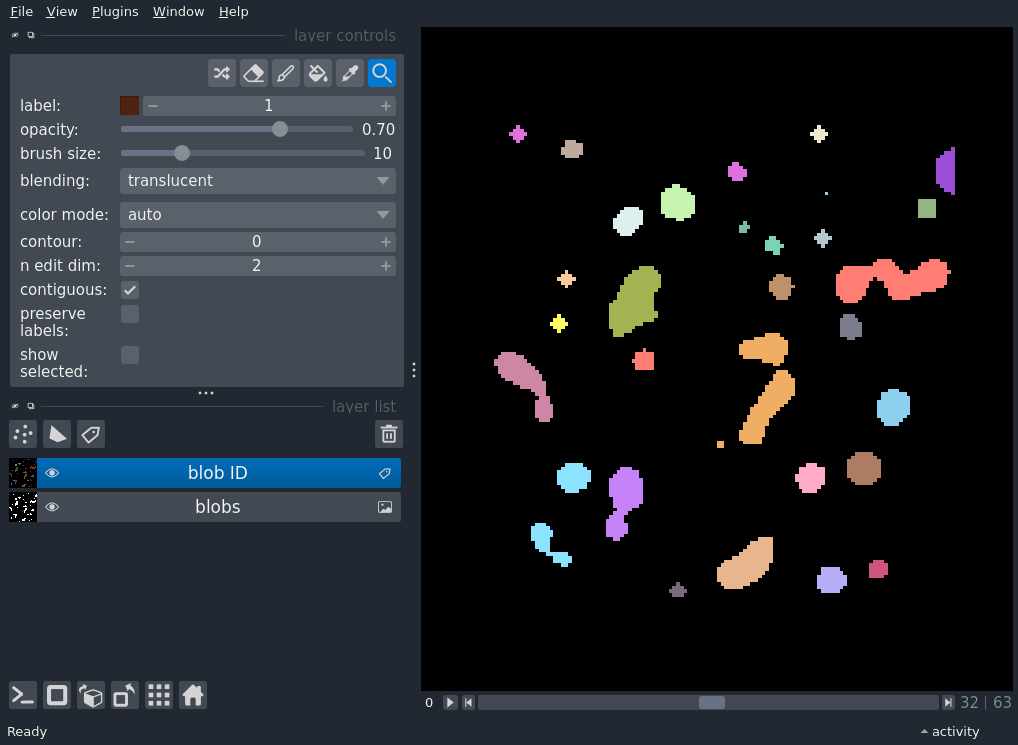 File View Plugins Window Help
layer controls
label: 1
opacity: 0.70
brush size: 10
blending: translucent
color mode: auto
contour: 0
n edit dim: 2
contiguous:
preserve
labels:
show
selected:
layer list
blob ID
blobs
0 32 | 63
Ready activity